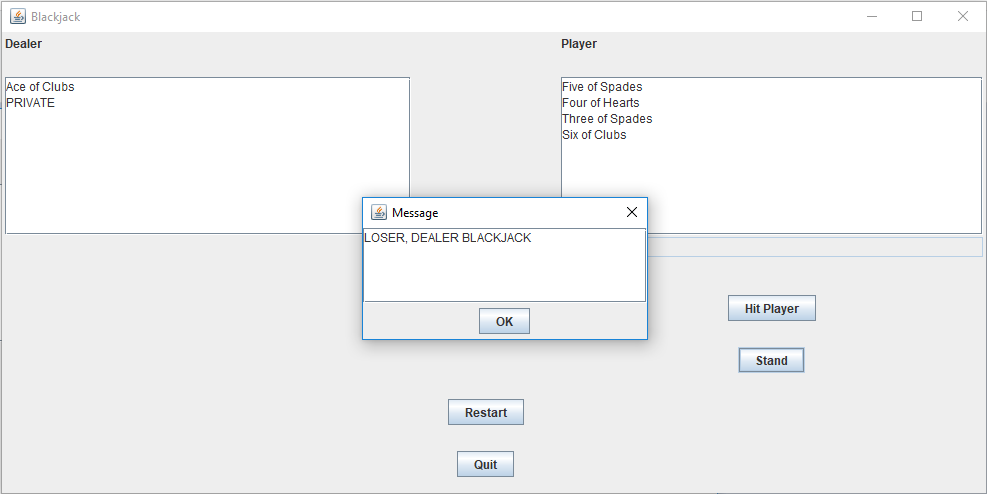 Blackjack
Dealer
Player
Ace of Clubs
PRIVATE
Five of Spades
Four of Hearts
Three of Spades
Six of Clubs
Message
LOSER, DEALER BLACKJACK
OK
Hit Player
Stand
Restart
Quit